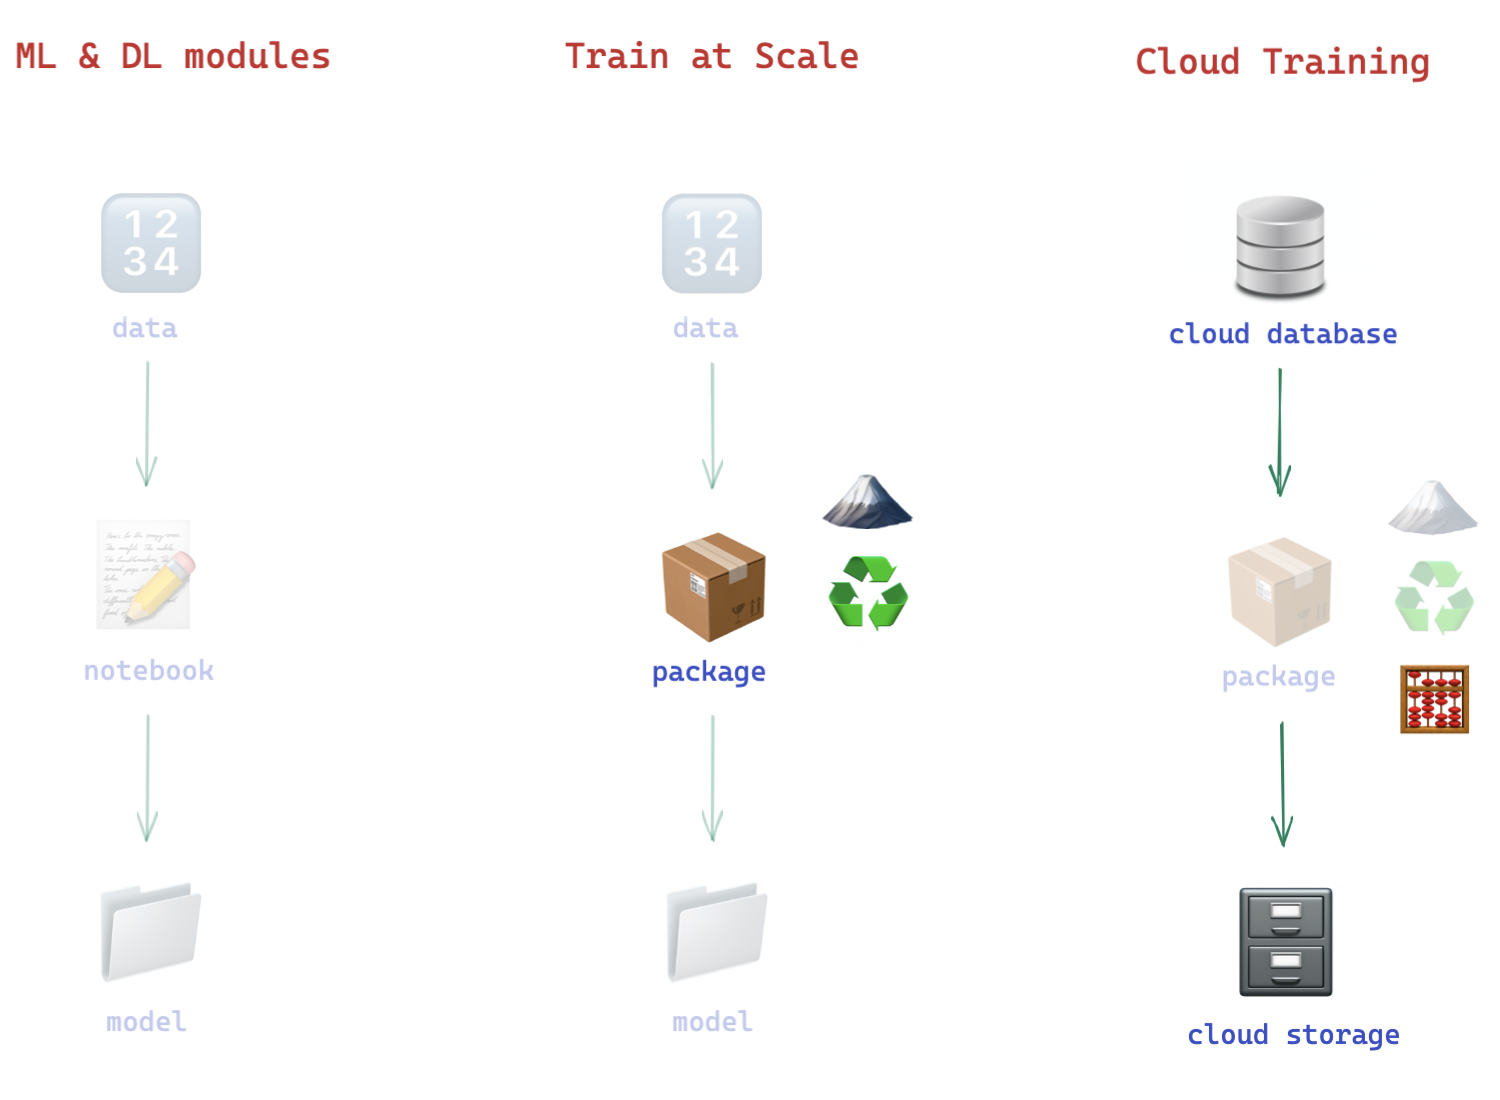 ML & DL modules
Train at Scale
Cloud Training
1 2
3 4
data
1 2
3 4
data
cloud database
notebook
package
package
model
model
cloud storage